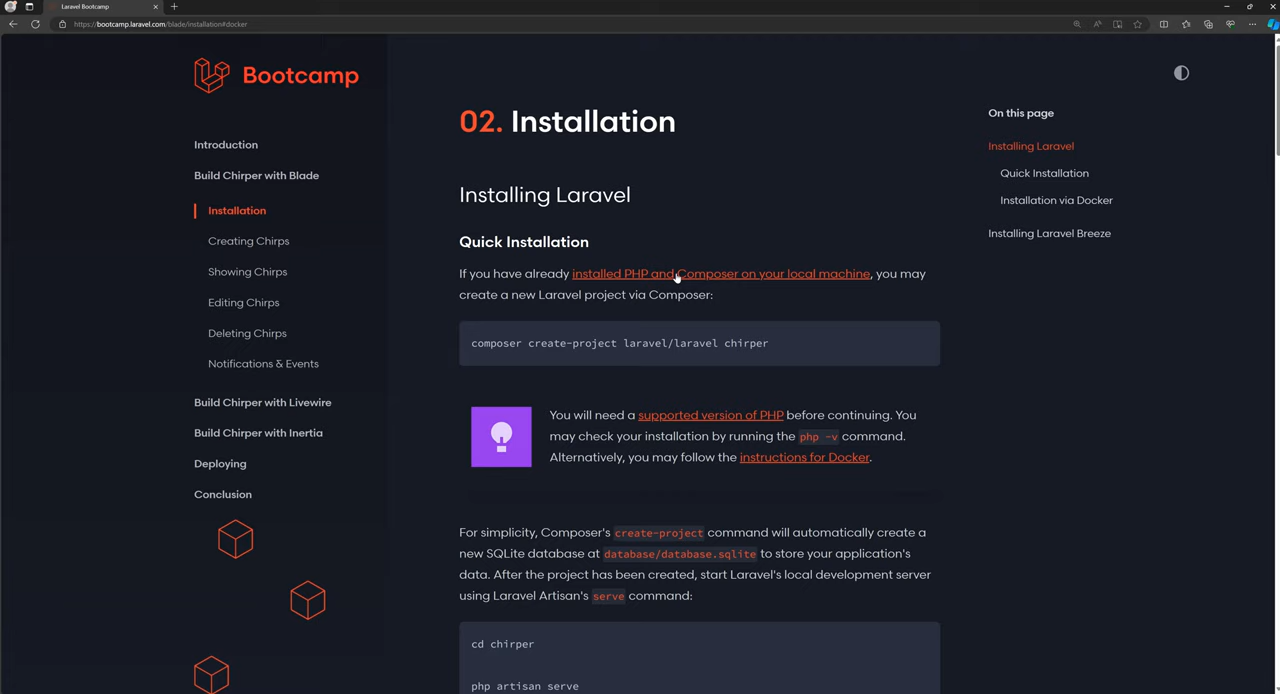 Laravel Bootcamp
https://bootcamp.laravel.com/blade/installation#docker
Bootcamp
Introduction
Build Chirper with Blade
Installation
Creating Chirps
Showing Chirps
Editing Chirps
Deleting Chirps
Notifications & Events
Build Chirper with Livewire
Build Chirper with Inertia
Deploying
Conclusion
02. Installation
Installing Laravel
Quick Installation
If you have already installed PHP and Composer on your local machine, you may
create a new Laravel project via Composer:
composer create-project laravel/laravel chirper
You will need a supported version of PHP before continuing. You
may check your installation by running the php -v command.
Alternatively, you may follow the instructions for Docker.
For simplicity, Composer's create-project command will automatically create a
new SQLite database at database/database.sqlite to store your application's
data. After the project has been created, start Laravel's local development server
using Laravel Artisan's serve command:
cd chirper
php artisan serve
On this page
Installing Laravel
Quick Installation
Installation via Docker
Installing Laravel Breeze